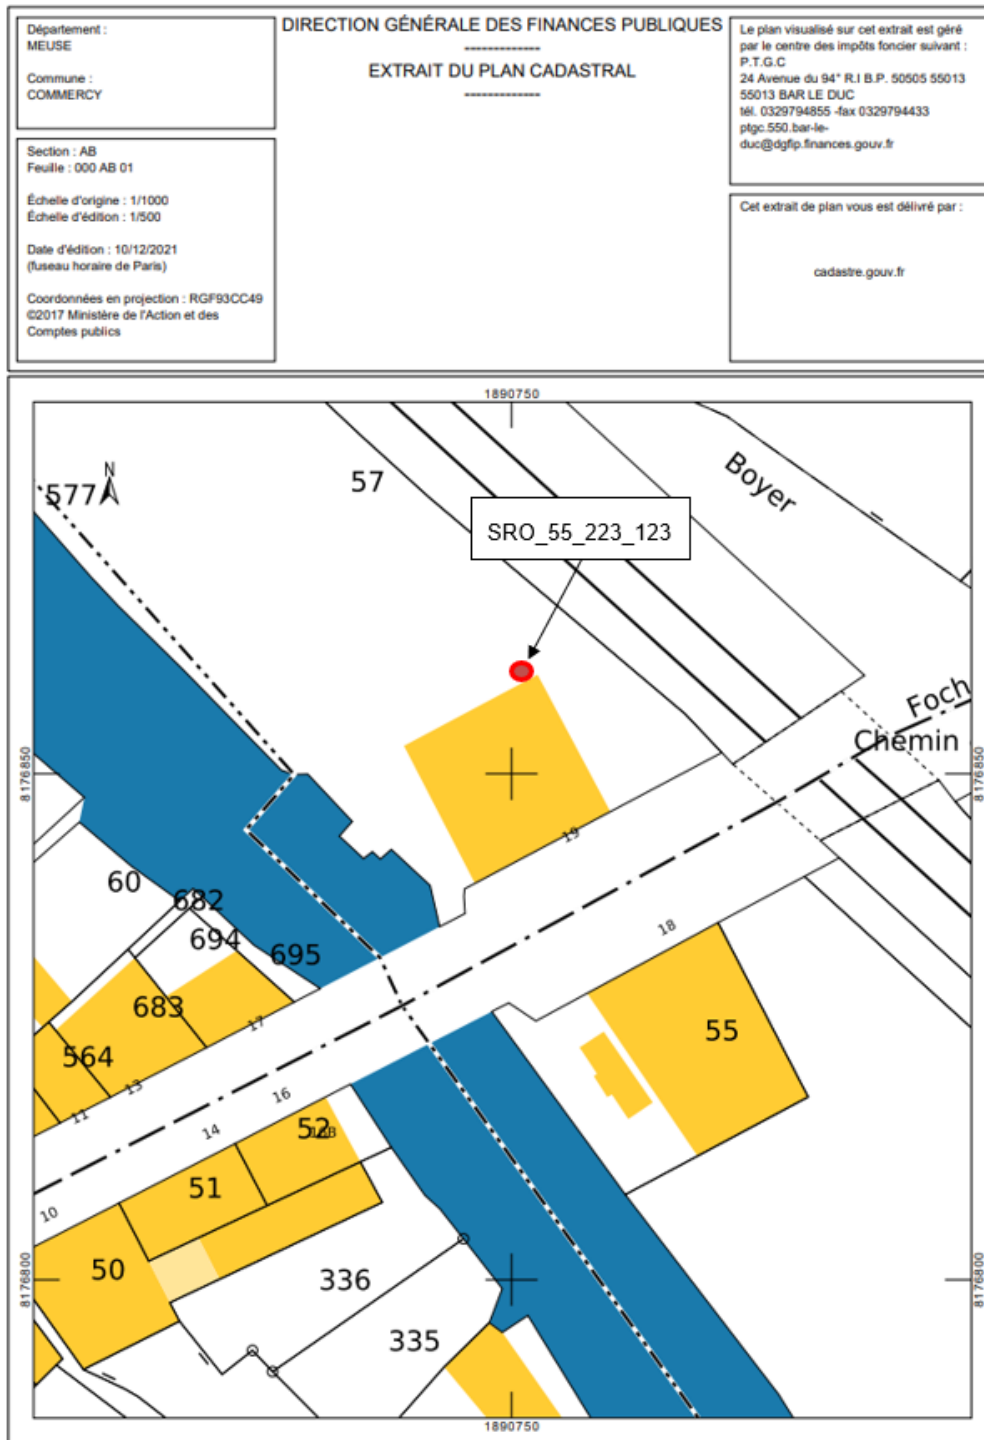 Département :
MEUSE
Commune :
COMMERCY
Section : AB
Feuille : 000 AB 01
Échelle d'origine : 1/1000
Échelle d'édition : 1/500
Date d'édition : 10/12/2021
(fuseau horaire de Paris)
Coordonnées en projection : RGF93CC49
©2017 Ministère de l'Action et des
Comptes publics
DIRECTION GÉNÉRALE DES FINANCES PUBLIQUES
-------------
EXTRAIT DU PLAN CADASTRAL
-------------
Le plan visualisé sur cet extrait est géré
par le centre des impôts foncier suivant :
P.T.G.C
24 Avenue du 94° R.I B.P. 50505 55013
55013 BAR LE DUC
tél. 0329794855 -fax 0329794433
ptgc.550.bar-le-
duc@dgfip.finances.gouv.fr
Cet extrait de plan vous est délivré par :
cadastre.gouv.fr
1890750
N
577
57
Boyer
SRO_55_223_123
Foch
Chemin
8176850
8176850
19
60
682
694
695
18
683
17
55
564
13
11
16
52
14
51
10
50
336
8176800
8176800
335
1890750